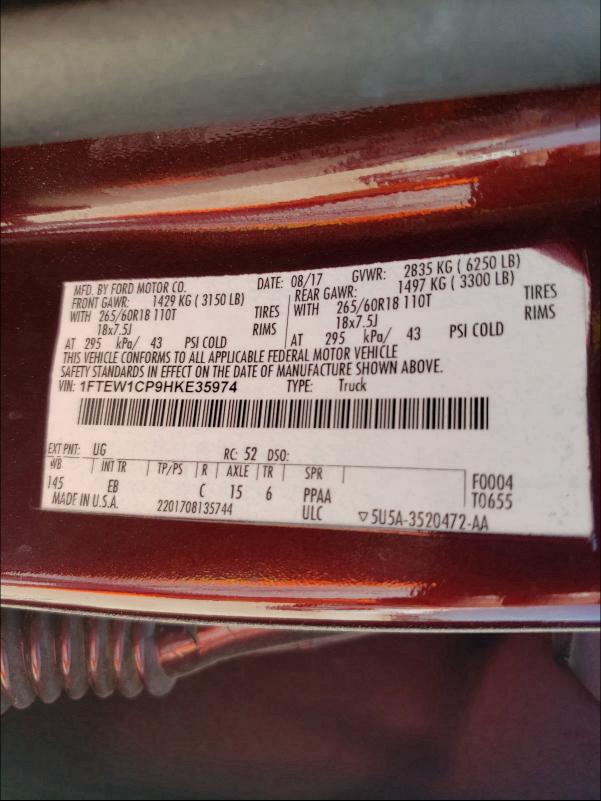 MFD. BY FORD MOTOR CO. DATE: 08/17 GVWR: 2835 KG ( 6250 LB)
FRONT GAWR: 1429 KG ( 3150 LB) REAR GAWR: 1497 KG ( 3300 LB)
WITH 265/60R18 110T TIRES WITH 265/60R18 110T TIRES
18x7.5J RIMS 18x7.5J RIMS
AT 295 kPa/ 43 PSI COLD AT 295 kPa/ 43 PSI COLD
THIS VEHICLE CONFORMS TO ALL APPLICABLE FEDERAL MOTOR VEHICLE
SAFETY STANDARDS IN EFFECT ON THE DATE OF MANUFACTURE SHOWN ABOVE.
VIN: 1FTEW1CP9HKE35974 TYPE: Truck
EXT PNT: UG RC: 52 DSO:
WB INT TR TP/PS R AXLE TR SPR F0004
145 EB C 15 6 PPAA T0655
MADE IN U.S.A. 2201708135744 ULC ▽5U5A-3520472-AA